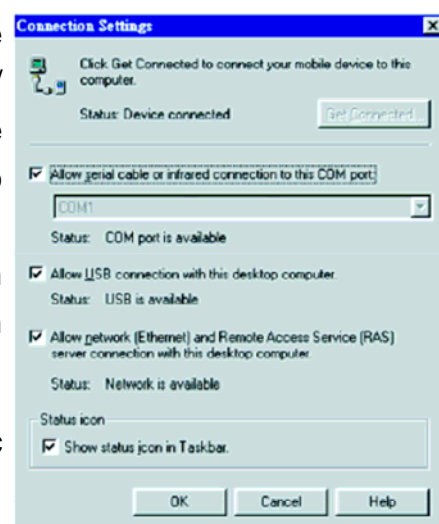 Connection Settings
Click Get Connected to connect your mobile device to this
computer.
Status: Device connected
Get Connected...
Allow serial cable or infrared connection to this COM port:
COM1
Status: COM port is available
Allow USB connection with this desktop computer.
Status: USB is available
Allow network (Ethernet) and Remote Access Service (RAS)
server connection with this desktop computer.
Status: Network is available
Status icon
Show status icon in Taskbar.
OK
Cancel
Help